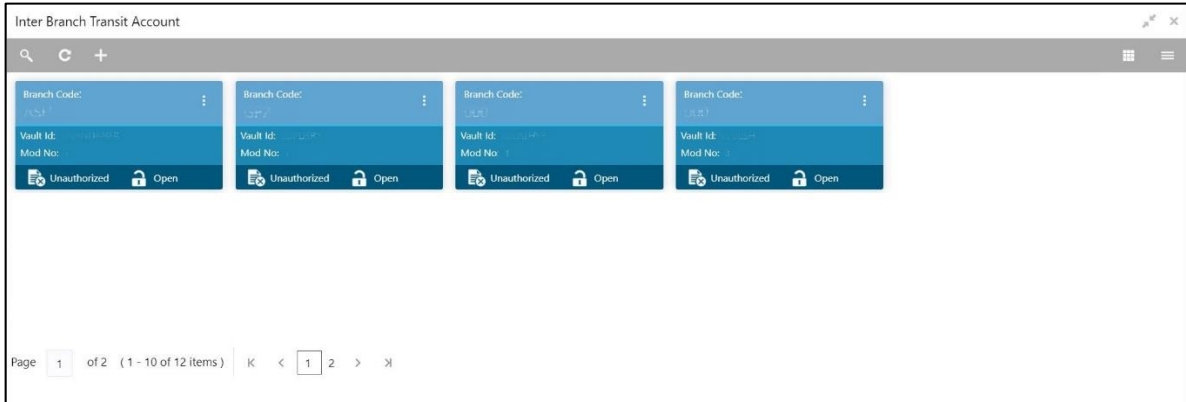 Inter Branch Transit Account
Branch Code: Branch Code: Branch Code: Branch Code:
Vault Id: Vault Id: Vault Id: Vault Id:
Mod No: Mod No: Mod No 1 Mod No:
Unauthorized Open Unauthorized Open Unauthorized Open Unauthorized Open
Page 1 of 2 ( 1 - 10 of 12 items ) 1 2